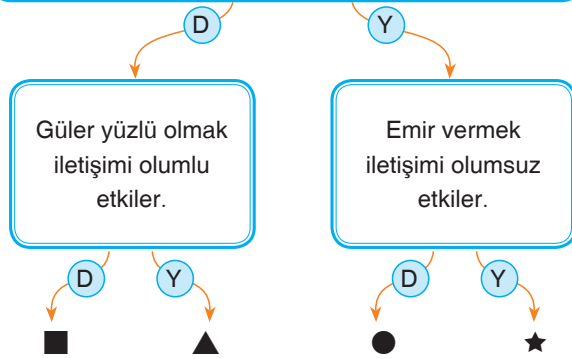 D Y
Güler yüzlü olmak
iletişimi olumlu
etkiler.
Emir vermek
iletişimi olumsuz
etkiler.
D Y D Y